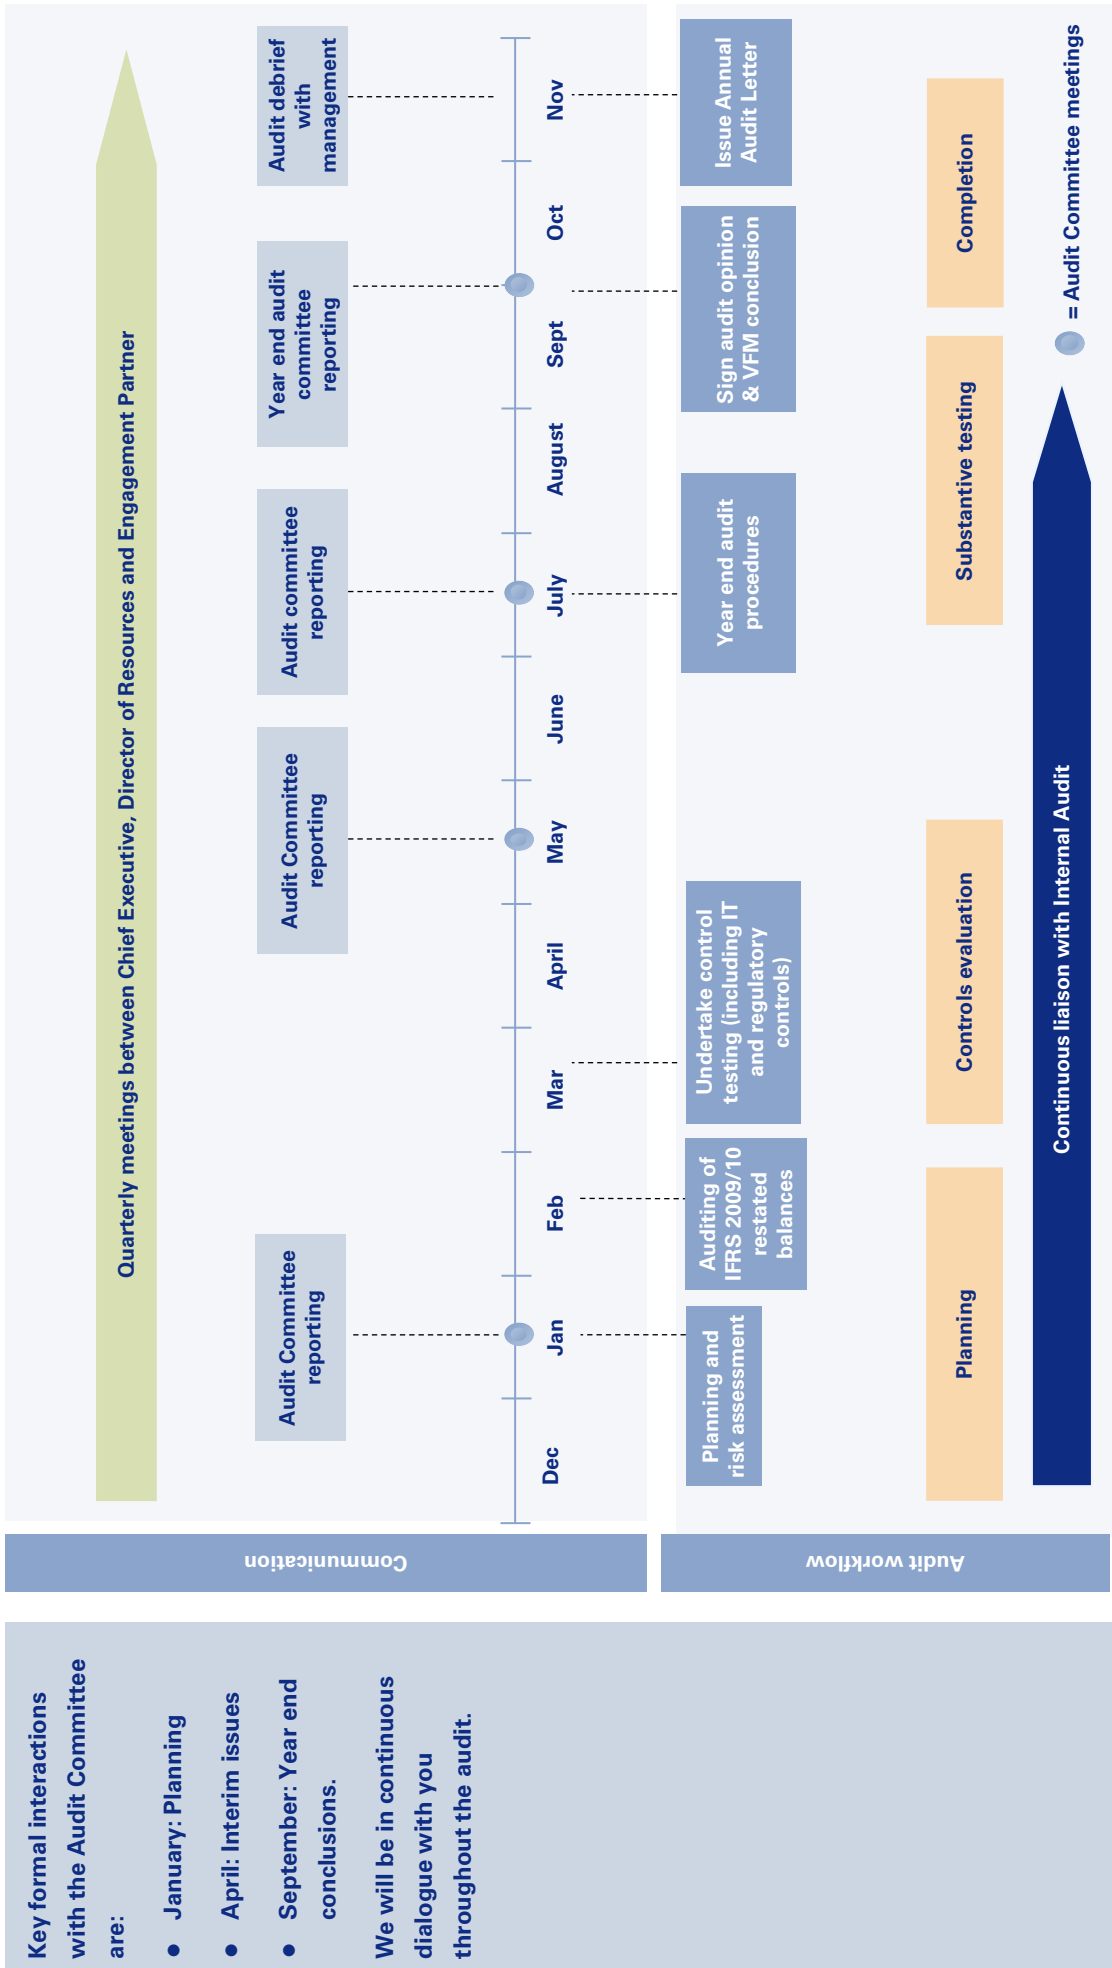 Key formal interactions
with the Audit Committee
are:
● January: Planning
● April: Interim issues
● September: Year end
conclusions.
We will be in continuous
dialogue with you
throughout the audit.
Communication
Quarterly meetings between Chief Executive, Director of Resources and Engagement Partner
Audit Committee
reporting
Audit Committee
reporting
Audit committee
reporting
Year end audit
committee
reporting
Audit debrief
with
management
Dec
Jan
Feb
Mar
April
May
June
July
August
Sept
Oct
Nov
Audit workflow
Planning and
risk assessment
Auditing of
IFRS 2009/10
restated
balances
Undertake control
testing (including IT
and regulatory
controls)
Year end audit
procedures
Sign audit opinion
& VFM conclusion
Issue Annual
Audit Letter
Planning
Controls evaluation
Substantive testing
Completion
Continuous liaison with Internal Audit
= Audit Committee meetings